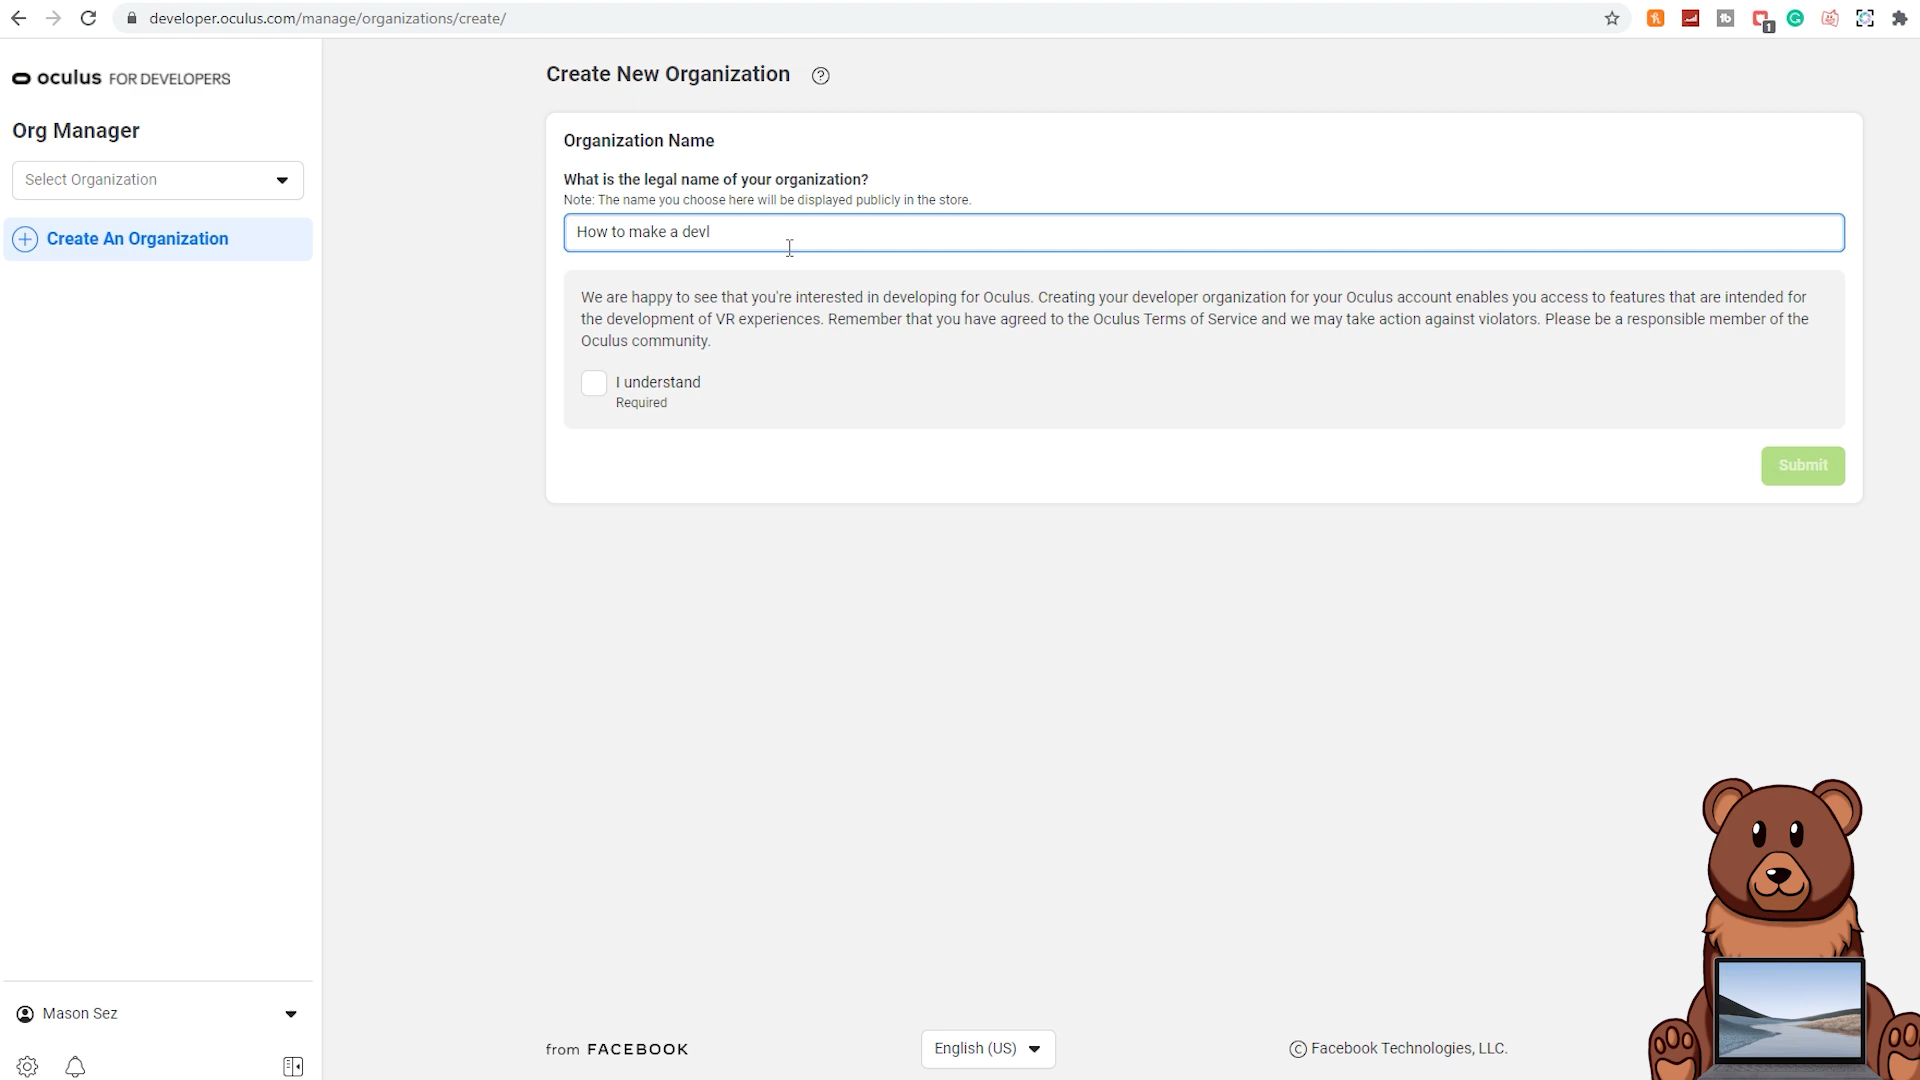 developer.oculus.com/manage/organizations/create/
1
oculus FOR DEVELOPERS
Org Manager
Select Organization
Create An Organization
Create New Organization
Organization Name
What is the legal name of your organization?
Note: The name you choose here will be displayed publicly in the store.
How to make a devl
We are happy to see that you're interested in developing for Oculus. Creating your developer organization for your Oculus account enables you access to features that are intended for
the development of VR experiences. Remember that you have agreed to the Oculus Terms of Service and we may take action against violators. Please be a responsible member of the
Oculus community.
I understand
Required
Submit
Mason Sez
from FACEBOOK
English (US)
© Facebook Technologies, LLC.